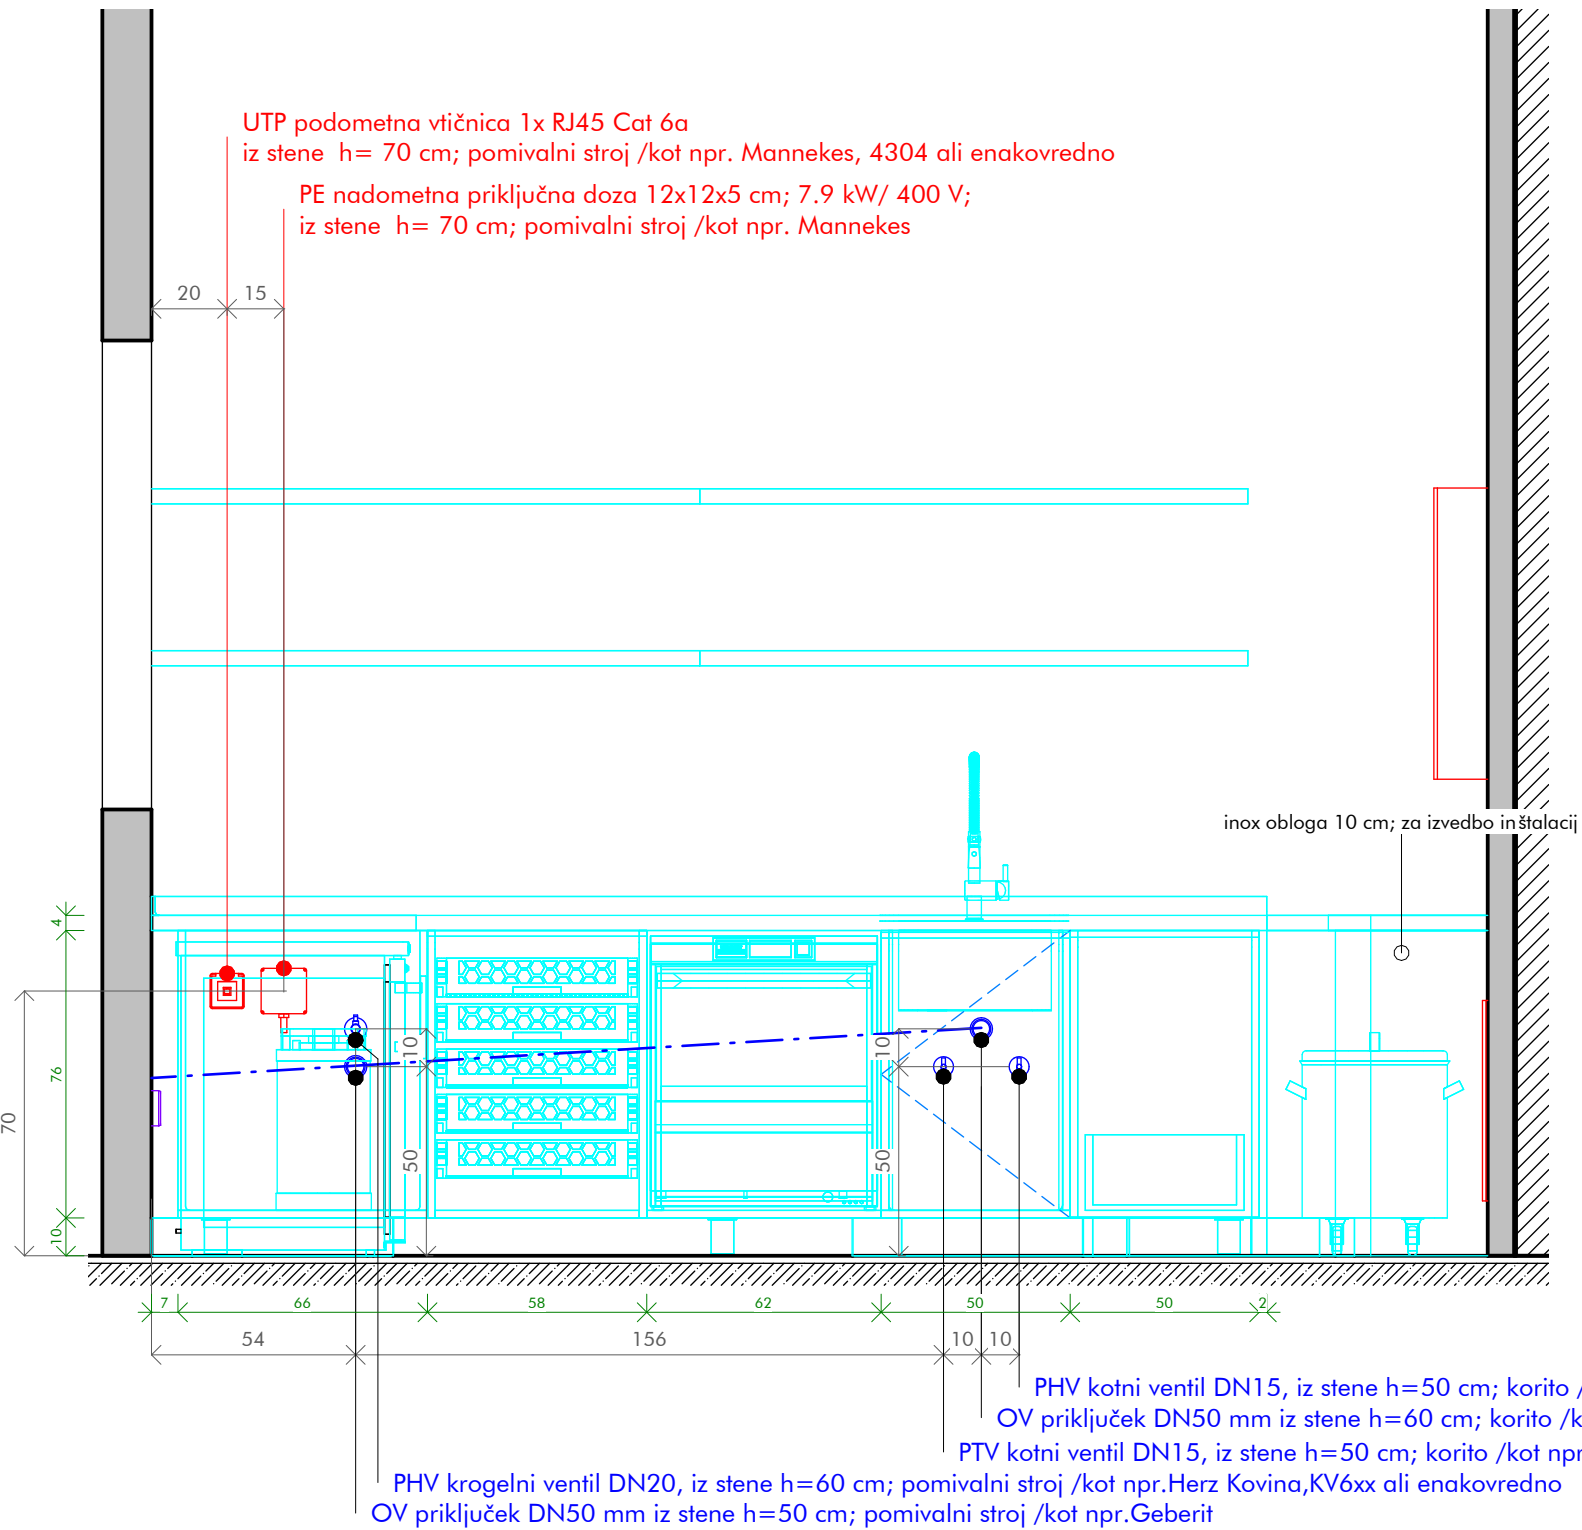 UTP podometna vtičnica 1x RJ45 Cat 6a
iz stene h= 70 cm; pomivalni stroj /kot npr. Mannekes, 4304 ali enakovredno
PE nadometna priključna doza 12x12x5 cm; 7.9 kW/ 400 V;
iz stene h= 70 cm; pomivalni stroj /kot npr. Mannekes
20 15
inox obloga 10 cm; za izvedbo inštalacij
4
76
10
70
10
50
10
50
7 66 58 62 50 50 2
54 156 10 10
PHV kotni ventil DN15, iz stene h=50 cm; korito /
OV priključek DN50 mm iz stene h=60 cm; korito /k
PTV kotni ventil DN15, iz stene h=50 cm; korito /kot npr
PHV krogelni ventil DN20, iz stene h=60 cm; pomivalni stroj /kot npr.Herz Kovina,KV6xx ali enakovredno
OV priključek DN50 mm iz stene h=50 cm; pomivalni stroj /kot npr.Geberit